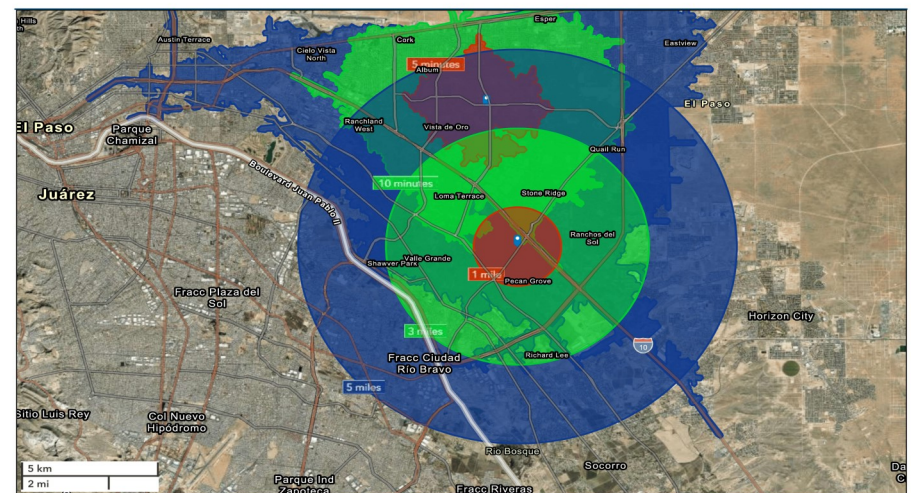 Hills
Esper
Austin Terrace
Cork
Cielo Vista
North
Eastview
5 minutes
Album
El Paso
El Paso
Parque
Chamizal
Ranchland
West
Vista de Oro
Quail Run
Boulevard Juan Pablo II
10 minutes
Juárez
Loma Terrace
Stone Ridge
Ranchos del
Sol
Valle Grande
Shawver Park
1 mile
Pecan Grove
Fracc Plaza del
Sol
Horizon City
3 miles
10
Fracc Ciudad
Río Bravo
Richard Lee
5 miles
Sitio Luis Rey
Col Nuevo
Hipódromo
Rio Bosque
Socorro
5 km
2 mi
Parque Ind
Zapoteca
Fracc Riveras